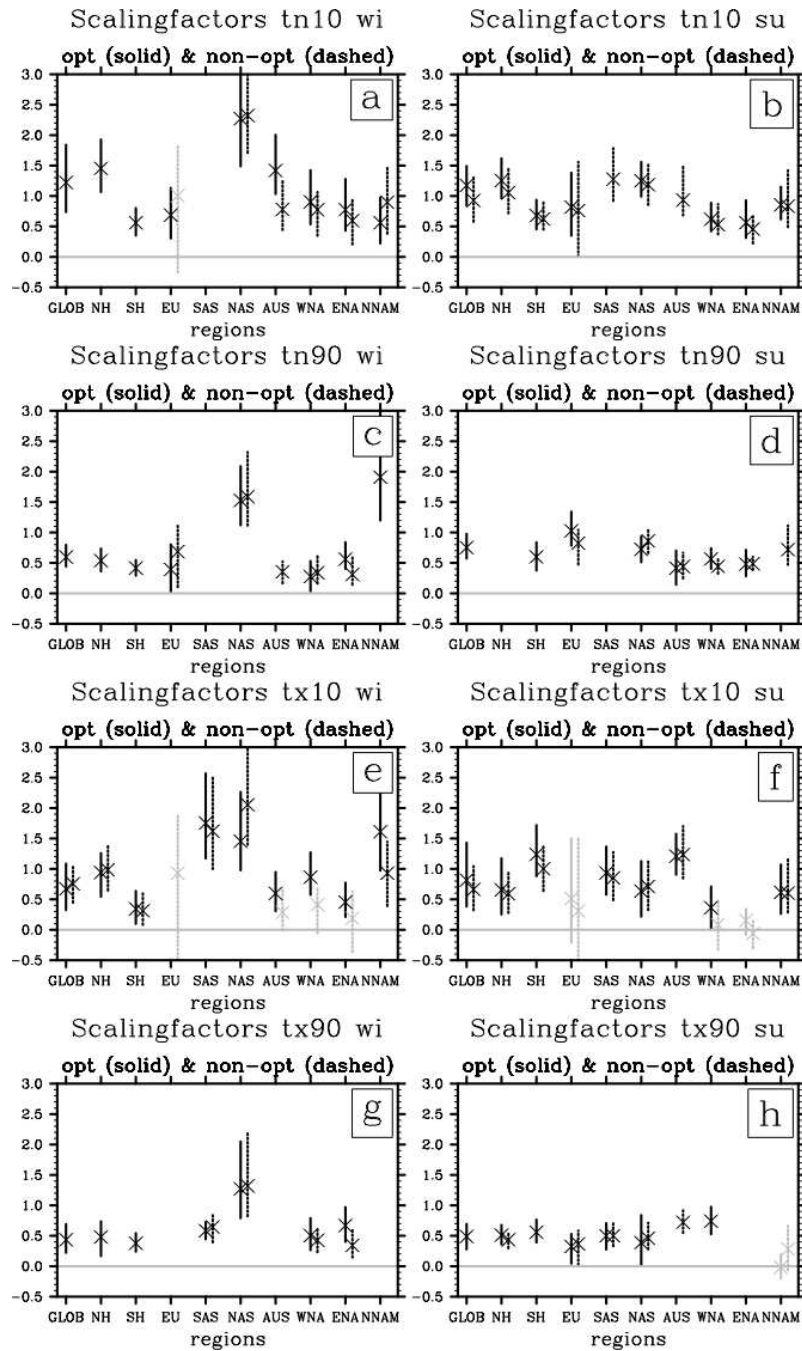 Scalingfactors tn10 wi
opt (solid) & non-opt (dashed)
a
3.0
2.5
2.0
1.5
1.0
0.5
0.0
-0.5
GLOB NH SH EU SAS NAS AUS WNA ENA NNAM
regions
Scalingfactors tn10 su
opt (solid) & non-opt (dashed)
b
3.0
2.5
2.0
1.5
1.0
0.5
0.0
-0.5
GLOB NH SH EU SAS NAS AUS WNA ENA NNAM
regions
Scalingfactors tn90 wi
opt (solid) & non-opt (dashed)
c
3.0
2.5
2.0
1.5
1.0
0.5
0.0
-0.5
GLOB NH SH EU SAS NAS AUS WNA ENA NNAM
regions
Scalingfactors tn90 su
opt (solid) & non-opt (dashed)
d
3.0
2.5
2.0
1.5
1.0
0.5
0.0
-0.5
GLOB NH SH EU SAS NAS AUS WNA ENA NNAM
regions
Scalingfactors tx10 wi
opt (solid) & non-opt (dashed)
e
3.0
2.5
2.0
1.5
1.0
0.5
0.0
-0.5
GLOB NH SH EU SAS NAS AUS WNA ENA NNAM
regions
Scalingfactors tx10 su
opt (solid) & non-opt (dashed)
f
3.0
2.5
2.0
1.5
1.0
0.5
0.0
-0.5
GLOB NH SH EU SAS NAS AUS WNA ENA NNAM
regions
Scalingfactors tx90 wi
opt (solid) & non-opt (dashed)
g
3.0
2.5
2.0
1.5
1.0
0.5
0.0
-0.5
GLOB NH SH EU SAS NAS AUS WNA ENA NNAM
regions
Scalingfactors tx90 su
opt (solid) & non-opt (dashed)
h
3.0
2.5
2.0
1.5
1.0
0.5
0.0
-0.5
GLOB NH SH EU SAS NAS AUS WNA ENA NNAM
regions